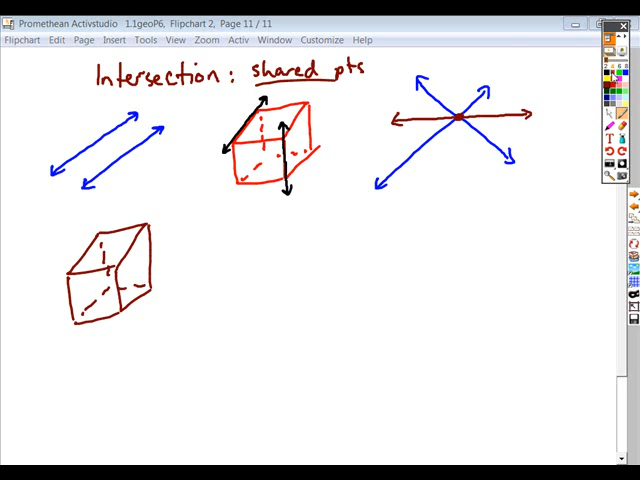 Promethean Activstudio 1.1geoP6, Flipchart 2, Page 11 / 11
Flipchart Edit Page Insert Tools View Zoom Activ Window Customize Help
Intersection: shared pts